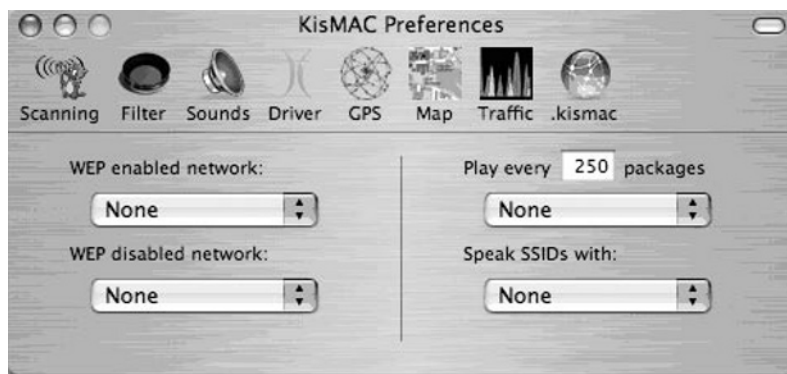 KisMAC Preferences
Scanning Filter Sounds Driver GPS Map Traffic .kismac
WEP enabled network:
None
WEP disabled network:
None
Play every 250 packages
None
Speak SSIDs with:
None